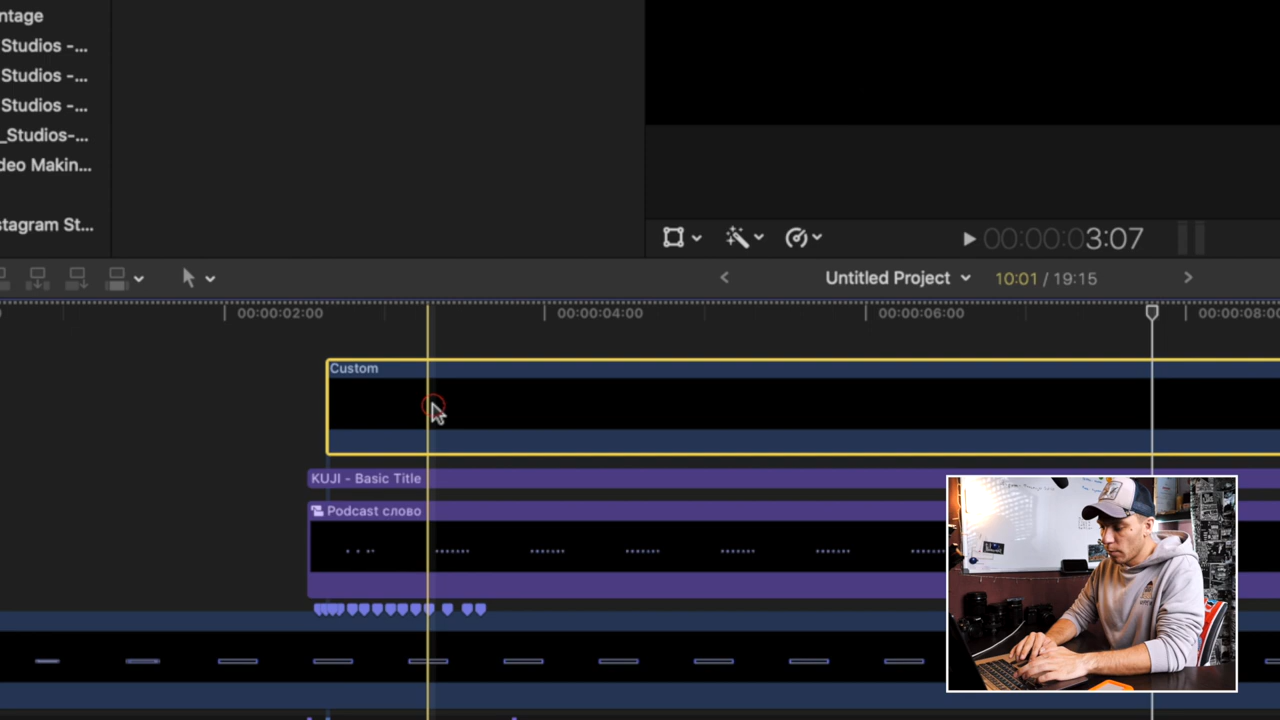 ntage
Studios -...
Studios -...
Studios -...
_Studios-...
deo Makin...
stagram St...
00:00:03:07
Untitled Project
10:01 / 19:15
00:00:02:00
00:00:04:00
00:00:06:00
00:00:08:00
Custom
KUJI - Basic Title
Podcast слово